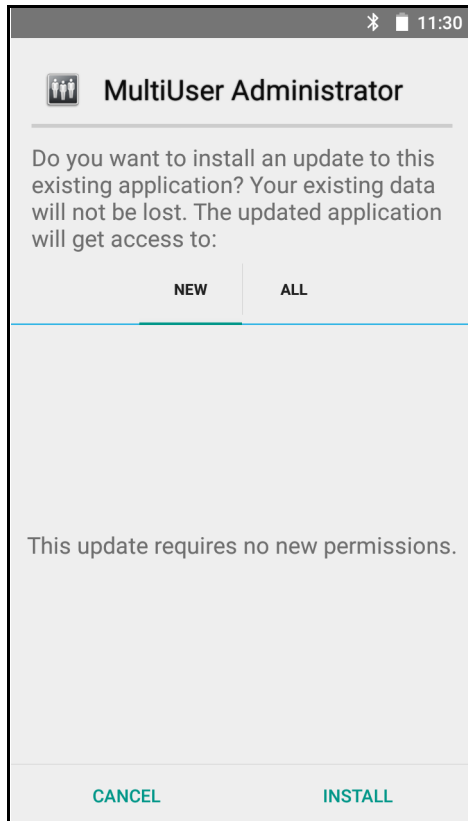 11:30
MultiUser Administrator
Do you want to install an update to this
existing application? Your existing data
will not be lost. The updated application
will get access to:
NEW ALL
This update requires no new permissions.
CANCEL INSTALL